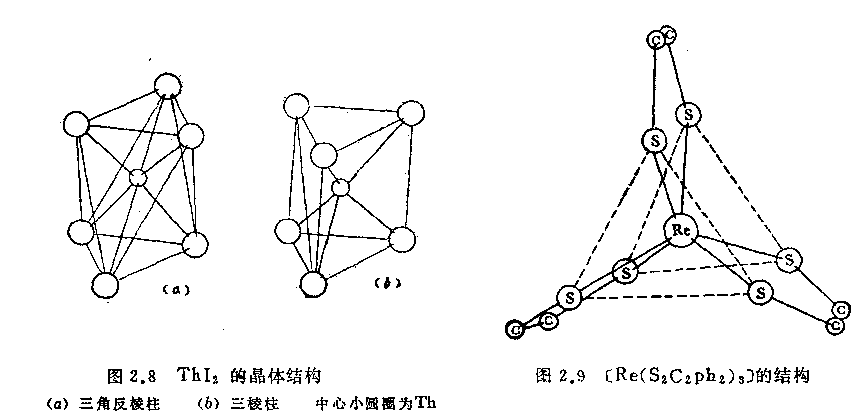 C C
S
S
Re
S
S
S
S
C C
C
C
(a)
(b)
图 2.8 ThI₂ 的晶体结构
(a) 三角反棱柱 (b) 三棱柱 中心小圆圈为Th
图 2.9 〔Re(S₂C₂ph₂)₃〕的结构